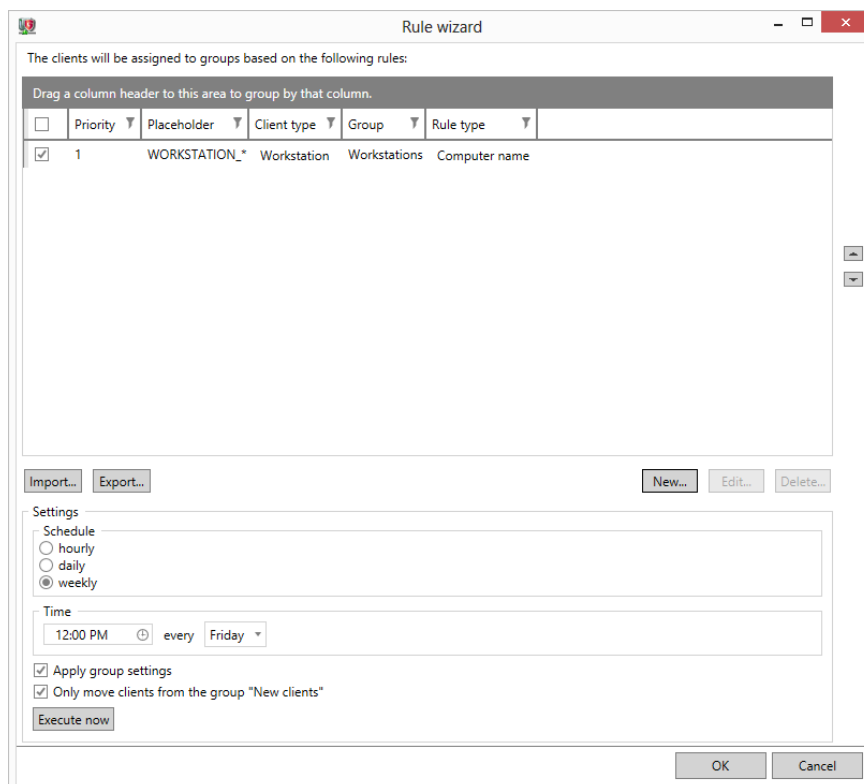 Rule wizard
The clients will be assigned to groups based on the following rules:
Drag a column header to this area to group by that column.
Priority Placeholder Client type Group Rule type
1 WORKSTATION_* Workstation Workstations Computer name
Import... Export... New... Edit... Delete...
Settings
Schedule
hourly
daily
weekly
Time
12:00 PM every Friday
Apply group settings
Only move clients from the group "New clients"
Execute now
OK Cancel